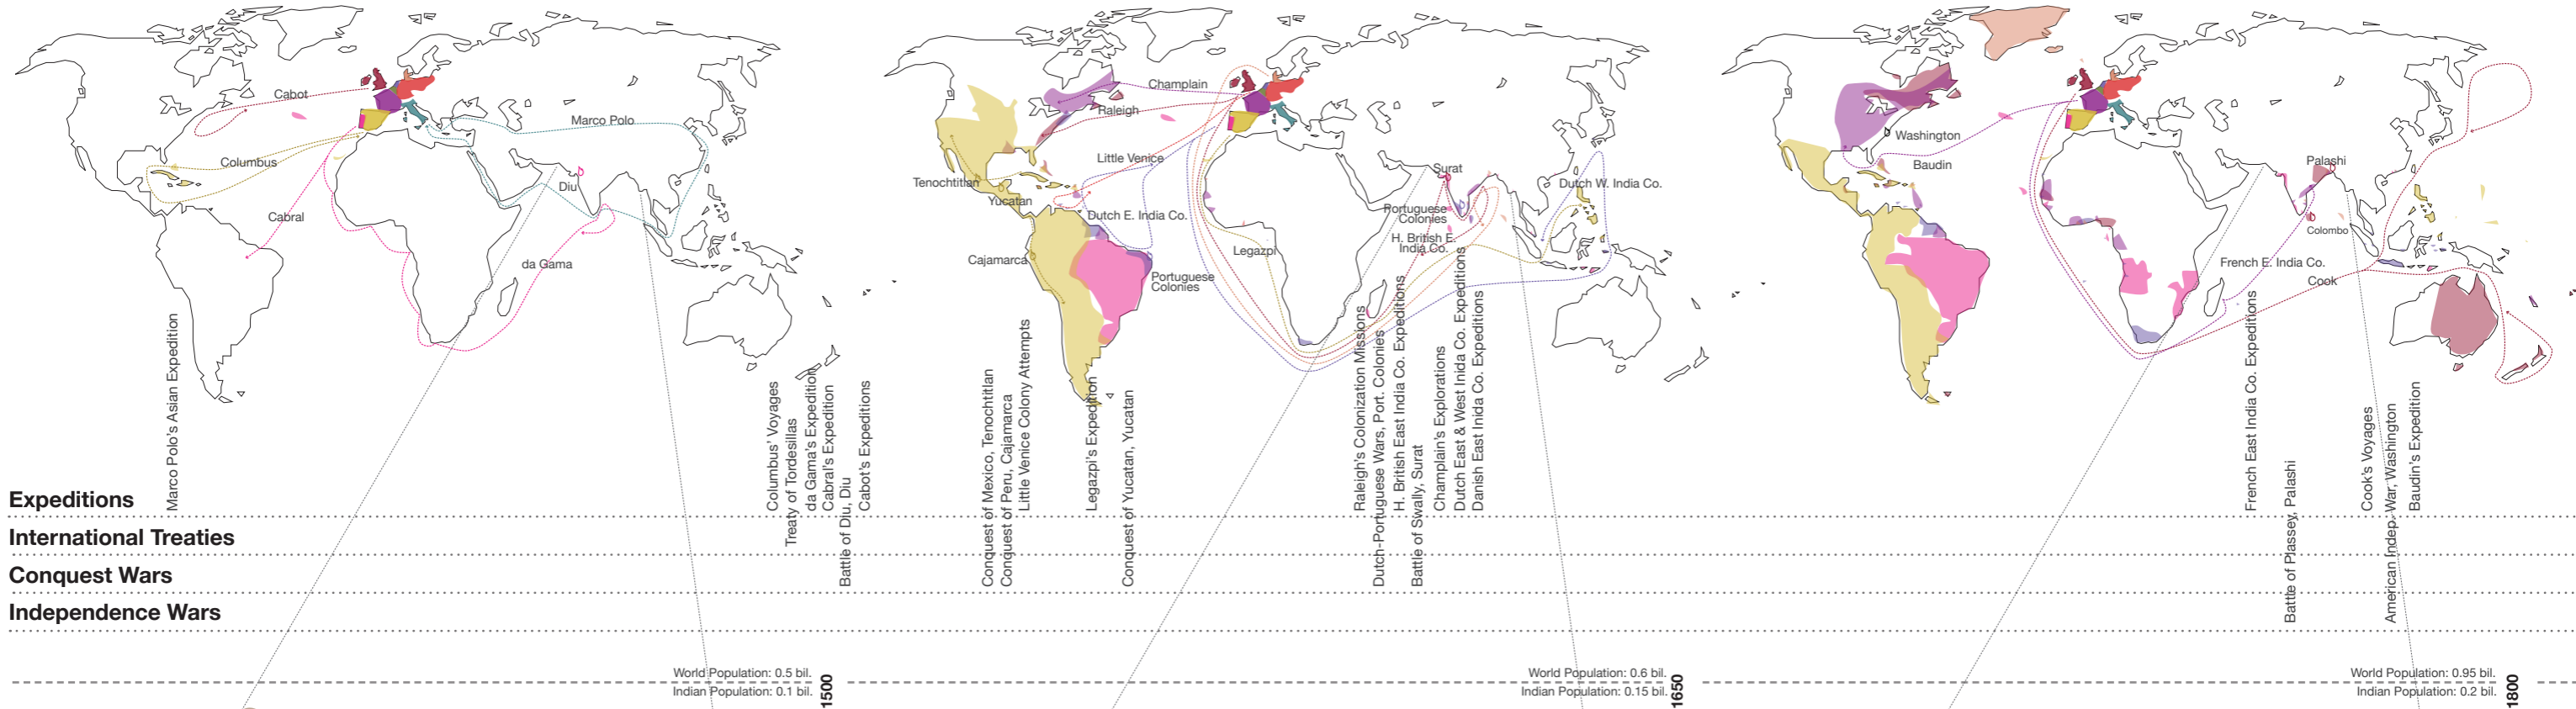 Cabot
Columbus
Cabral
Marco Polo
Diu
da Gama
Champlain
Raleigh
Little Venice
Tenochtitlan
Yucatan
Dutch E. India Co.
Cajamarca
Portuguese
Colonies
Legazpi
Surat
Dutch W. India Co.
Portuguese
Colonies
H. British E.
India Co.
Washington
Baudin
Palashi
Colombo
French E. India Co.
Cook
Marco Polo's Asian Expedition
Columbus' Voyages
Treaty of Tordesillas
da Gama's Expedition
Cabral's Expedition
Battle of Diu, Diu
Cabot's Expeditions
Conquest of Mexico, Tenochtitlan
Conquest of Peru, Cajamarca
Little Venice Colony Attempts
Legazpi's Expedition
Conquest of Yucatan, Yucatan
Raleigh's Colonization Missions
Dutch-Portuguese Wars, Port. Colonies
H. British East India Co. Expeditions
Battle of Swally, Surat
Champlain's Explorations
Dutch East & West Inida Co. Expeditions
Danish East Inida Co. Expeditions
French East India Co. Expeditions
Battle of Plassey, Palashi
Cook's Voyages
American Indep. War, Washington
Baudin's Expedition
Expeditions
International Treaties
Conquest Wars
Independence Wars
World Population: 0.5 bil.
Indian Population: 0.1 bil.
1500
World Population: 0.6 bil.
Indian Population: 0.15 bil.
1650
World Population: 0.95 bil.
Indian Population: 0.2 bil.
1800